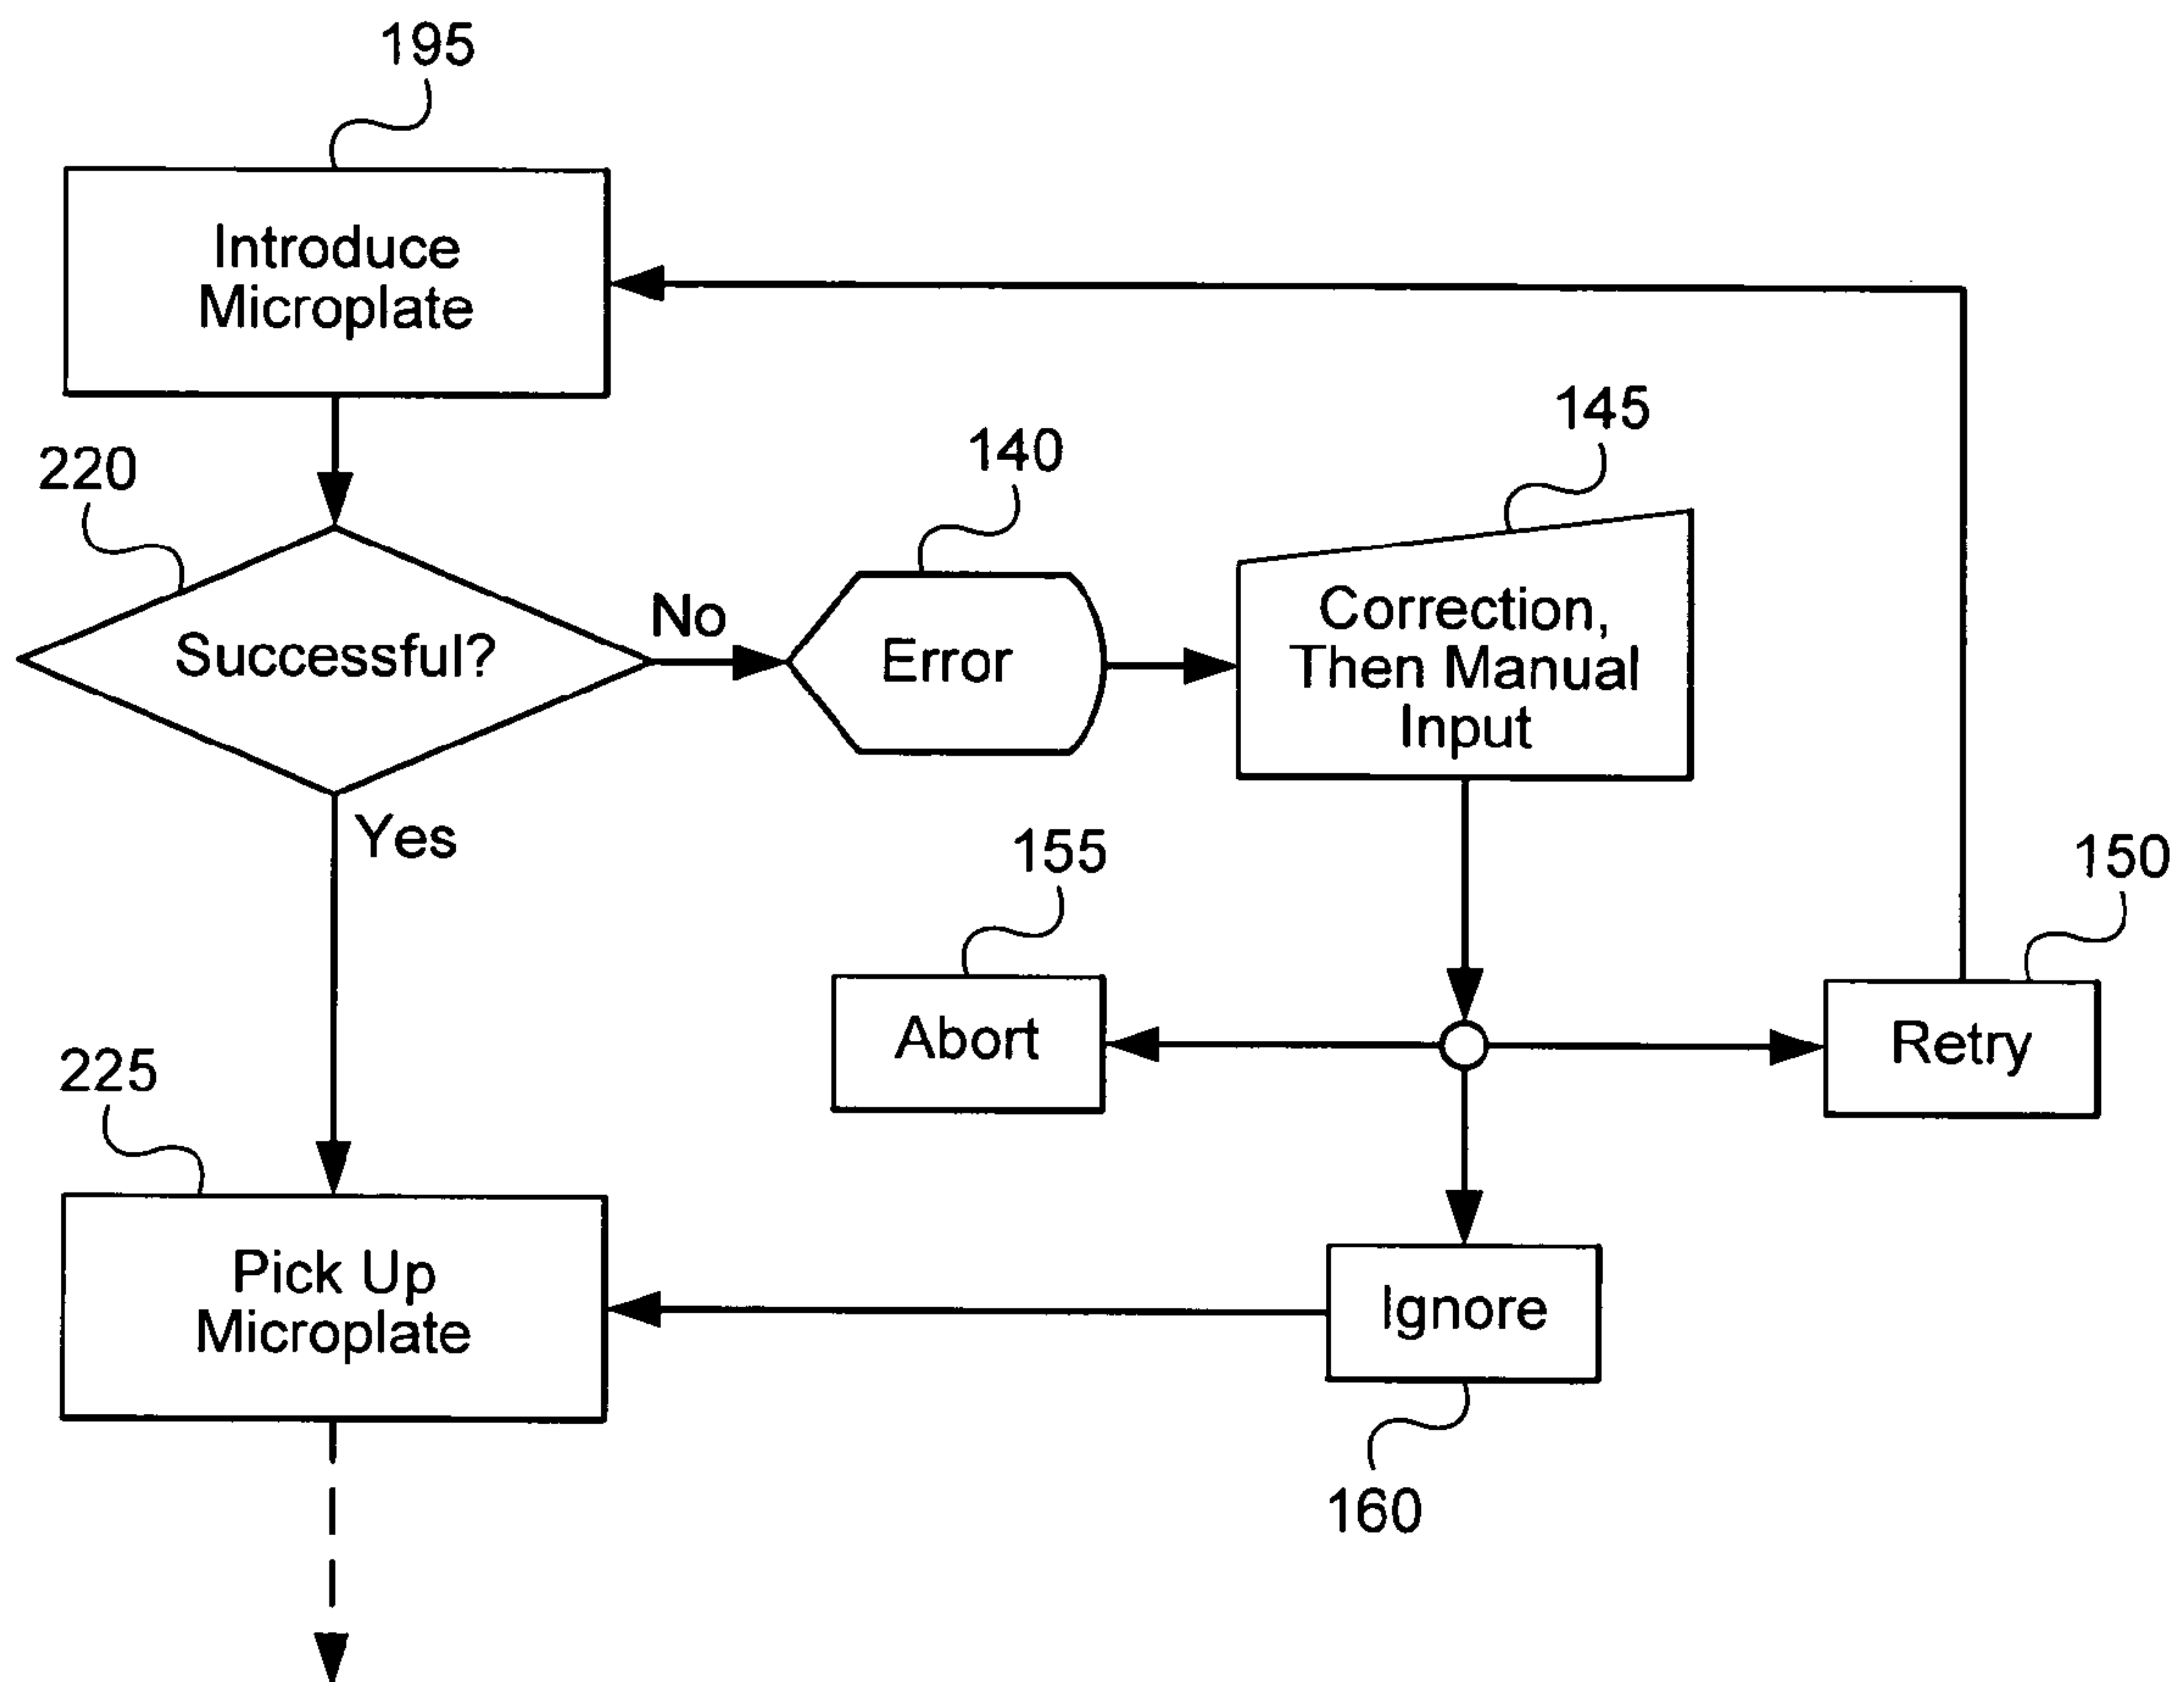 195
Introduce
Microplate
145
140
220
No
Successful?
Error
Correction,
Then Manual
Input
Yes
155
150
Abort
Retry
225
Pick Up
Microplate
Ignore
160